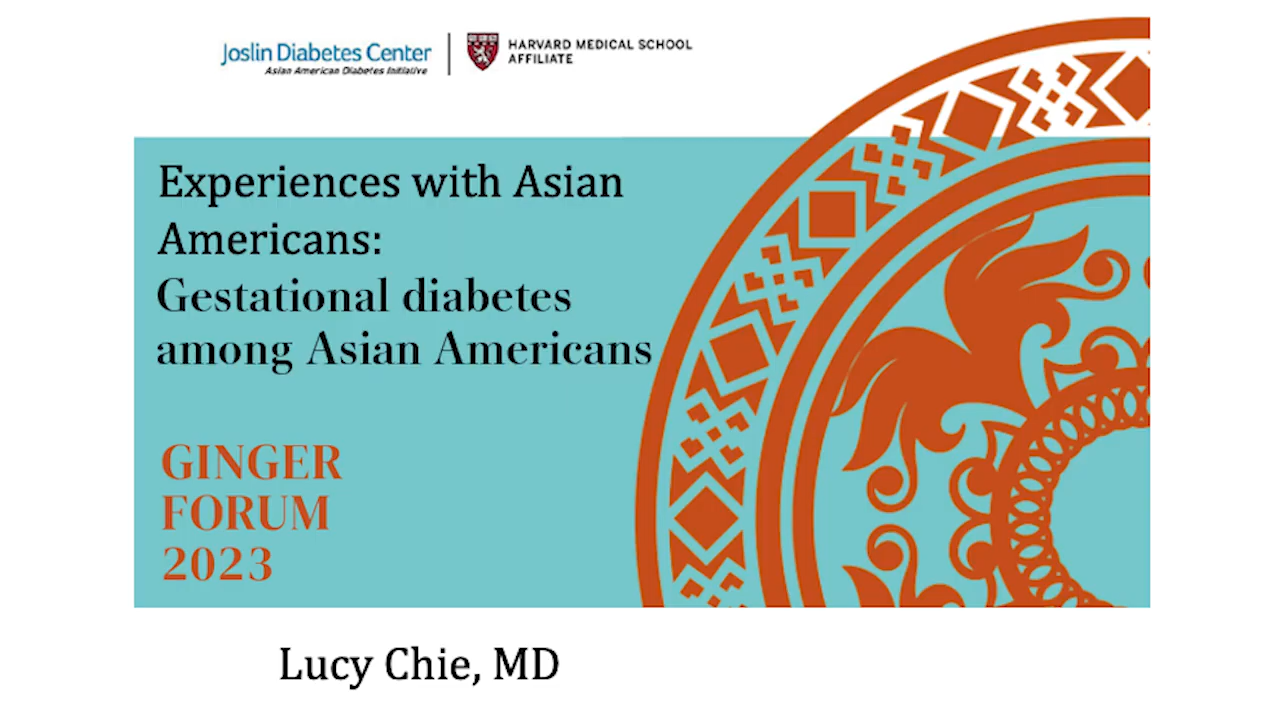 Joslin Diabetes Center
Asian American Diabetes Initiative
HARVARD MEDICAL SCHOOL
AFFILIATE
Experiences with Asian
Americans:
Gestational diabetes
among Asian Americans
GINGER
FORUM
2023
Lucy Chie, MD